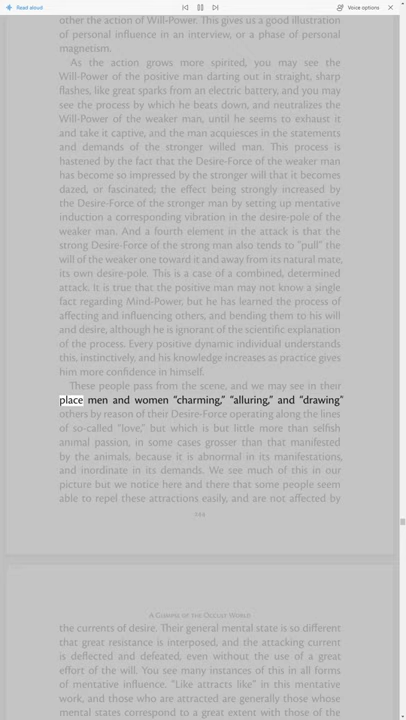 Read aloud
Voice options
other the action of Will-Power. This gives us a good illustration
of personal influence in an interview, or a phase of personal
magnetism.
As the action grows more spirited, you may see the
Will-Power of the positive man darting out in straight, sharp
flashes, like great sparks from an electric battery, and you may
see the process by which he beats down, and neutralizes the
Will-Power of the weaker man, until he seems to exhaust it
and take it captive, and the man acquiesces in the statements
and demands of the stronger willed man. This process is
hastened by the fact that the Desire-Force of the weaker man
has become so impressed by the stronger will that it becomes
dazed, or fascinated; the effect being strongly increased by
the Desire-Force of the stronger man by setting up mentative
induction a corresponding vibration in the desire-pole of the
weaker man. And a fourth element in the attack is that the
strong Desire-Force of the strong man also tends to "pull" the
will of the weaker one toward it and away from its natural mate,
its own desire-pole. This is a case of a combined, determined
attack. It is true that the positive man may not know a single
fact regarding Mind-Power, but he has learned the process of
affecting and influencing others, and bending them to his will
and desire, although he is ignorant of the scientific explanation
of the process. Every positive dynamic individual understands
this, instinctively, and his knowledge increases as practice gives
him more confidence in himself.
These people pass from the scene, and we may see in their
place men and women “charming,” “alluring,” and “drawing”
others by reason of their Desire-Force operating along the lines
of so-called “love,” but which is but little more than selfish
animal passion, in some cases grosser than that manifested
by the animals, because it is abnormal in its manifestations,
and inordinate in its demands. We see much of this in our
picture but we notice here and there that some people seem
able to repel these attractions easily, and are not affected by
A Glimpse of the Occult World
the currents of desire. Their general mental state is so different
that great resistance is interposed, and the attacking current
is deflected and defeated, even without the use of a great
effort of the will. You see many instances of this in all forms
of mentative influence. “Like attracts like” in this mentative
work, and those who are attracted are generally those whose
mental states correspond to a great extent with those of the